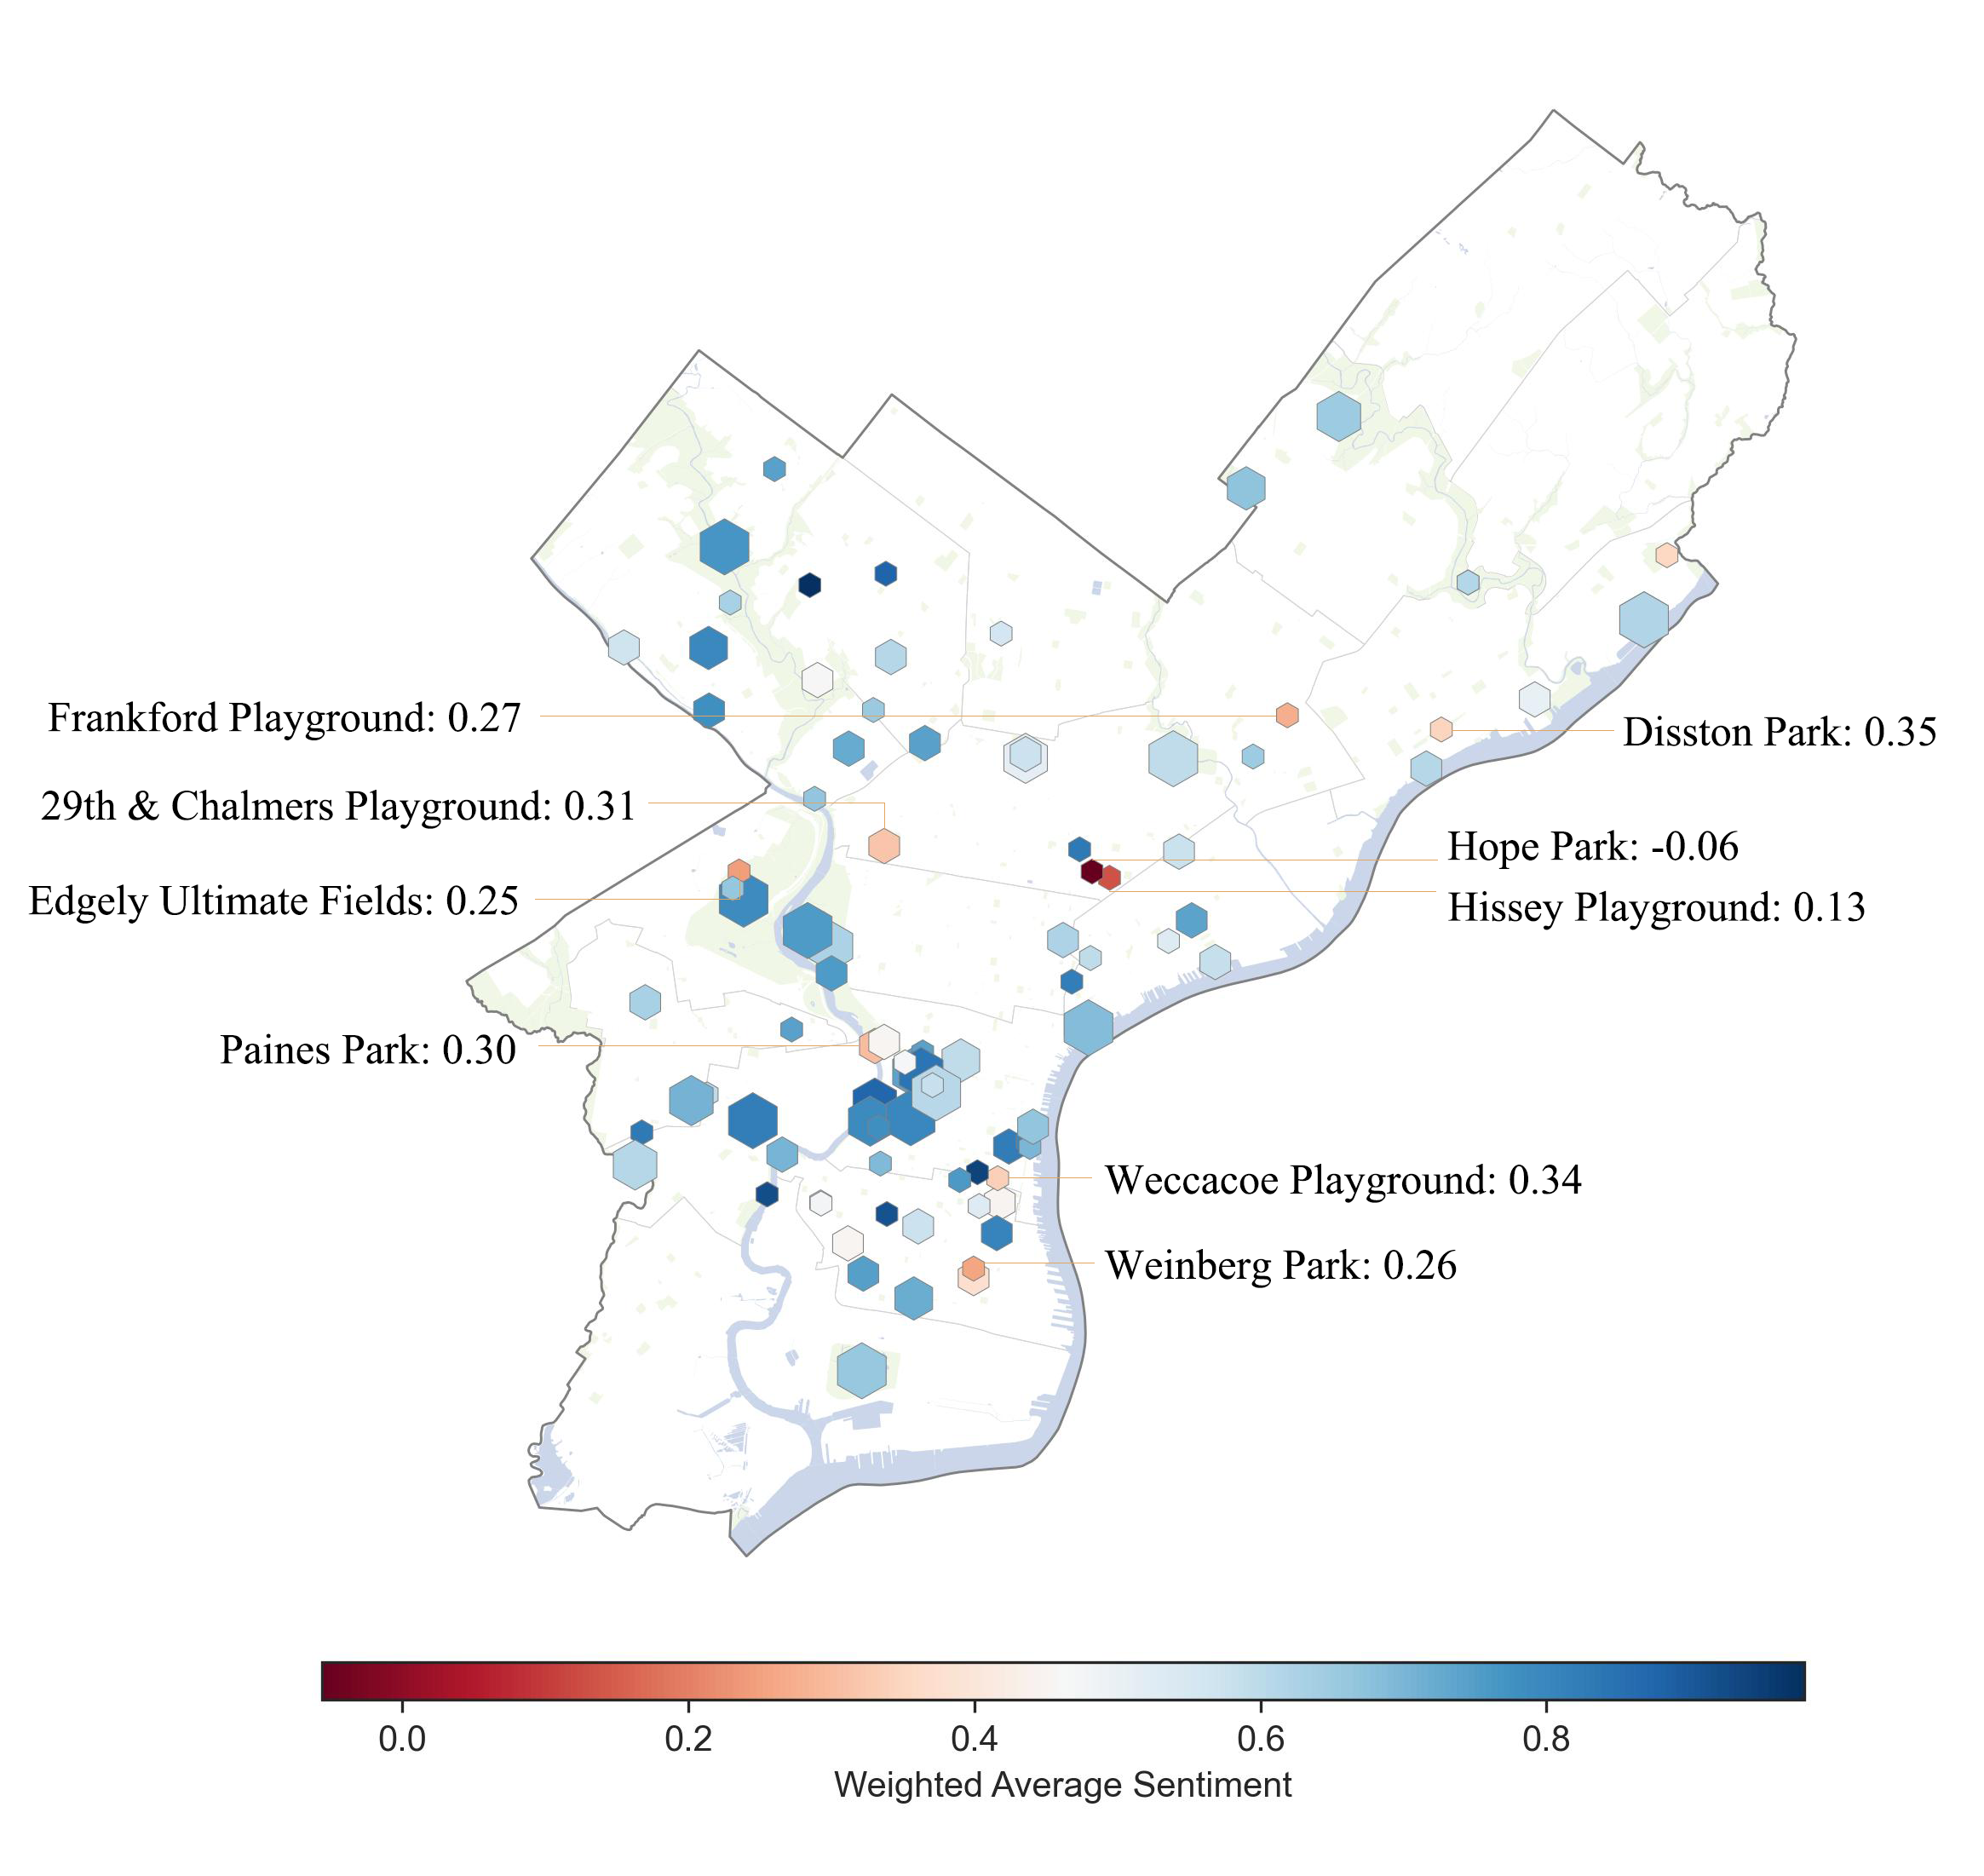 Frankford Playground: 0.27
Disston Park: 0.35
29th & Chalmers Playground: 0.31
Hope Park: -0.06
Edgely Ultimate Fields: 0.25
Hissey Playground: 0.13
Paines Park: 0.30
Weccacoe Playground: 0.34
Weinberg Park: 0.26
0.0 0.2 0.4 0.6 0.8
Weighted Average Sentiment